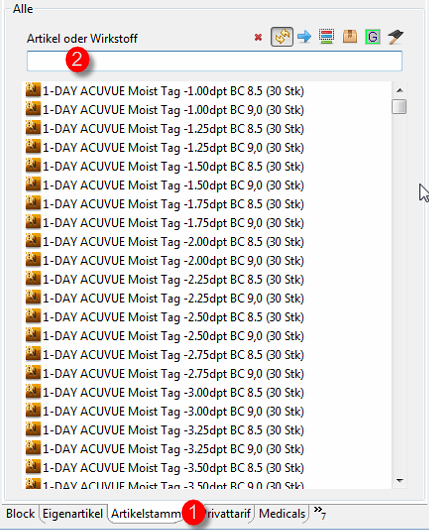 Alle
Artikel oder Wirkstoff
G
2
1-DAY ACUVUE Moist Tag -1.00dpt BC 8.5 (30 Stk)
1-DAY ACUVUE Moist Tag -1.00dpt BC 9,0 (30 Stk)
1-DAY ACUVUE Moist Tag -1.25dpt BC 8.5 (30 Stk)
1-DAY ACUVUE Moist Tag -1.25dpt BC 9,0 (30 Stk)
1-DAY ACUVUE Moist Tag -1.50dpt BC 8.5 (30 Stk)
1-DAY ACUVUE Moist Tag -1.50dpt BC 9,0 (30 Stk)
1-DAY ACUVUE Moist Tag -1.75dpt BC 8.5 (30 Stk)
1-DAY ACUVUE Moist Tag -1.75dpt BC 9,0 (30 Stk)
1-DAY ACUVUE Moist Tag -2.00dpt BC 8.5 (30 Stk)
1-DAY ACUVUE Moist Tag -2.00dpt BC 9,0 (30 Stk)
1-DAY ACUVUE Moist Tag -2.25dpt BC 8.5 (30 Stk)
1-DAY ACUVUE Moist Tag -2.25dpt BC 9,0 (30 Stk)
1-DAY ACUVUE Moist Tag -2.50dpt BC 8.5 (30 Stk)
1-DAY ACUVUE Moist Tag -2.50dpt BC 9,0 (30 Stk)
1-DAY ACUVUE Moist Tag -2.75dpt BC 8.5 (30 Stk)
1-DAY ACUVUE Moist Tag -2.75dpt BC 9,0 (30 Stk)
1-DAY ACUVUE Moist Tag -3.00dpt BC 8.5 (30 Stk)
1-DAY ACUVUE Moist Tag -3.00dpt BC 9,0 (30 Stk)
1-DAY ACUVUE Moist Tag -3.25dpt BC 8.5 (30 Stk)
1-DAY ACUVUE Moist Tag -3.25dpt BC 9,0 (30 Stk)
1-DAY ACUVUE Moist Tag -3.50dpt BC 8.5 (30 Stk)
Block Eigenartikel Artikelstamm 1 rivattarif Medicals »7